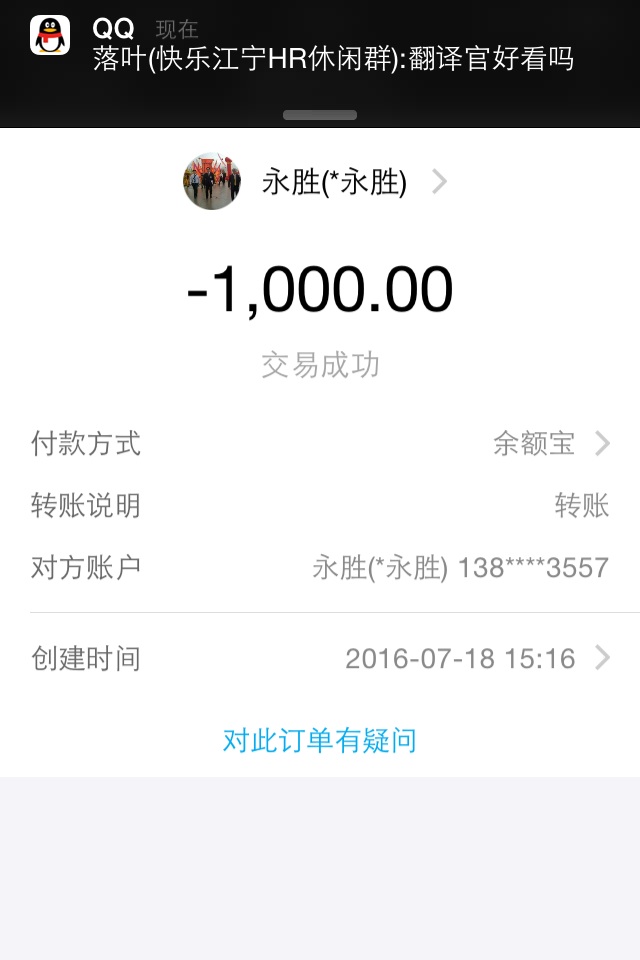 QQ 现在
落叶(快乐江宁HR休闲群):翻译官好看吗
永胜(*永胜)
-1,000.00
交易成功
付款方式 余额宝
转账说明 转账
对方账户 永胜(*永胜) 138****3557
创建时间 2016-07-18 15:16
对此订单有疑问